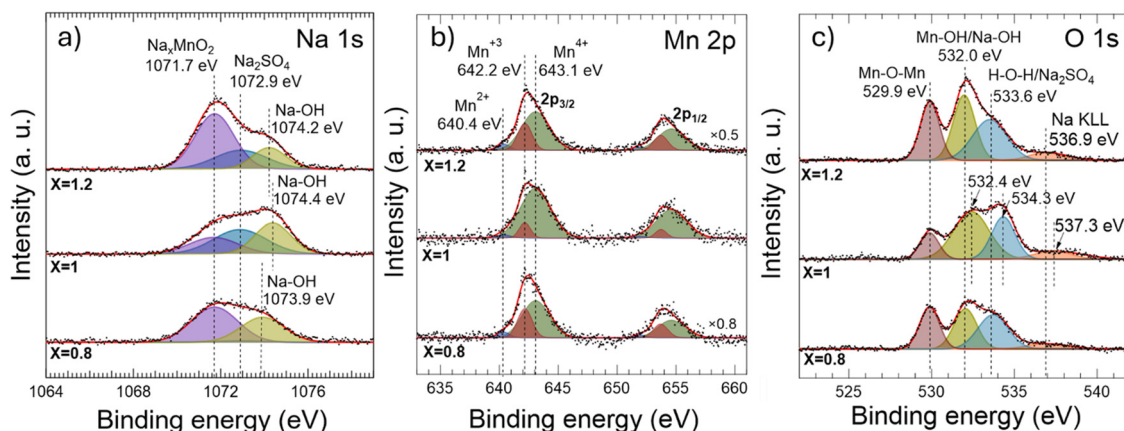 a)
Na 1s
NaₓMnO₂
1071.7 eV
Na₂SO₄
1072.9 eV
Na-OH
1074.2 eV
X=1.2
Na-OH
1074.4 eV
X=1
Na-OH
1073.9 eV
X=0.8
Intensity (a. u.)
1064 1068 1072 1076
Binding energy (eV)
b)
Mn 2p
Mn⁺³
642.2 eV
Mn⁴⁺
643.1 eV
Mn²⁺
640.4 eV
2p₃/₂
2p₁/₂
×0.5
X=1.2
X=1
×0.8
X=0.8
Intensity (a. u.)
635 640 645 650 655 660
Binding energy (eV)
c)
O 1s
Mn-OH/Na-OH
532.0 eV
Mn-O-Mn
529.9 eV
H-O-H/Na₂SO₄
533.6 eV
Na KLL
536.9 eV
X=1.2
532.4 eV
534.3 eV
537.3 eV
X=1
X=0.8
Intensity (a. u.)
525 530 535 540
Binding energy (eV)